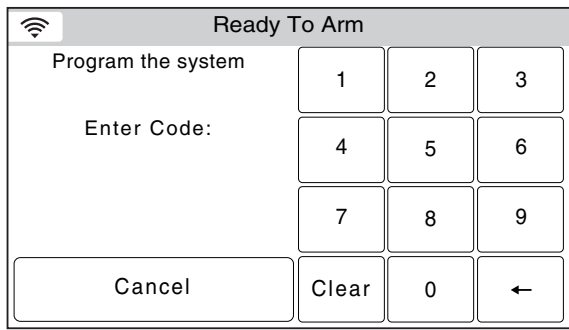 Ready To Arm
Program the system
Enter Code:
1 2 3
4 5 6
7 8 9
Cancel Clear 0 ←